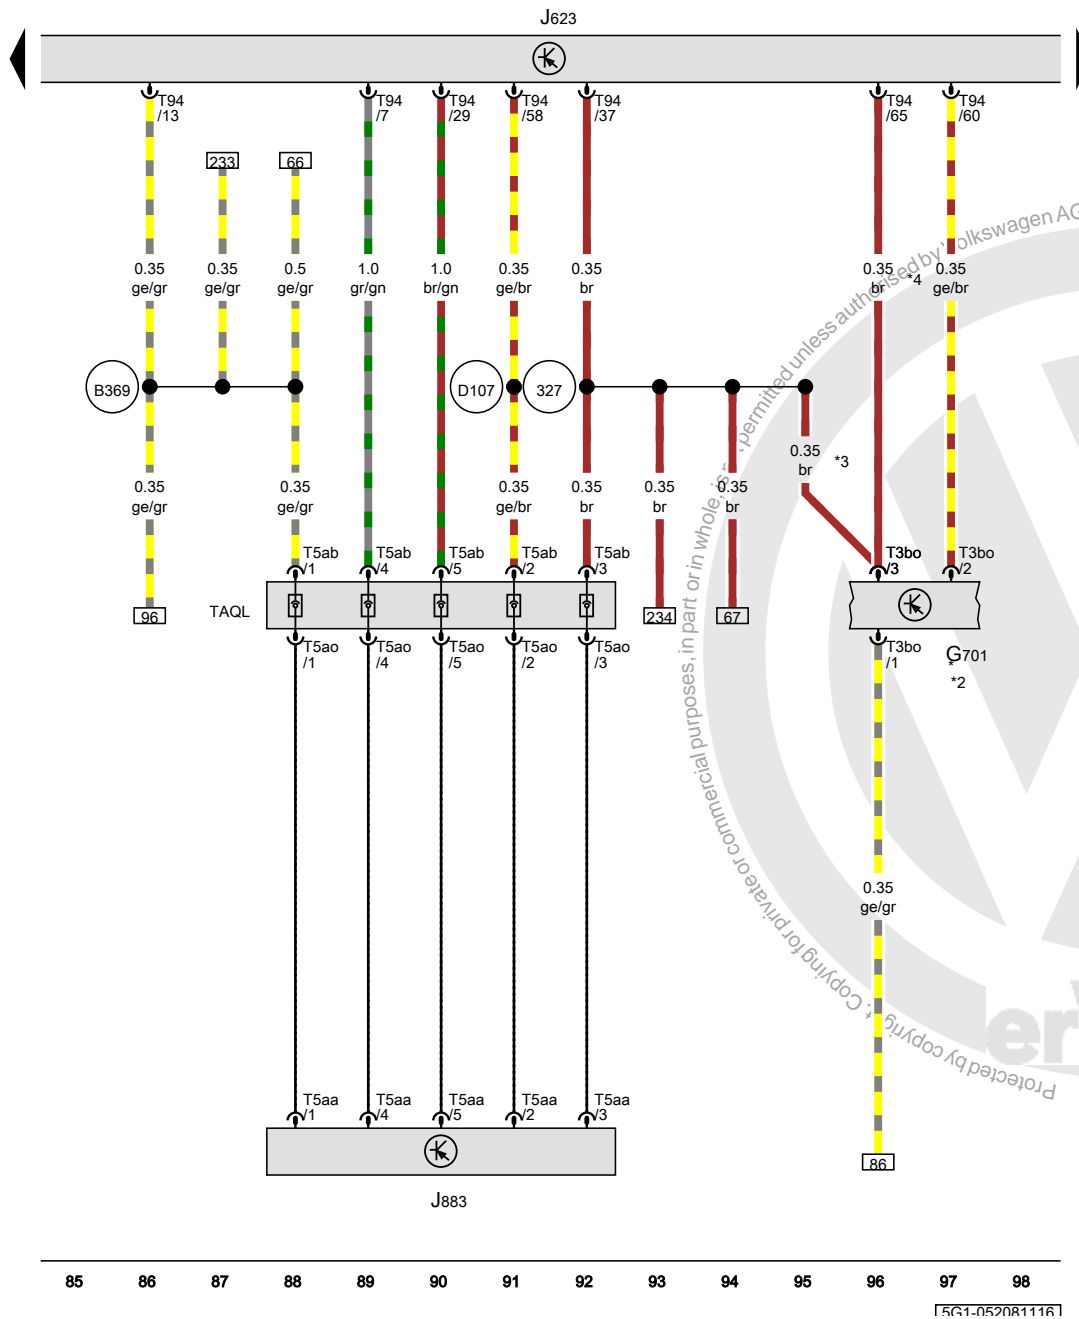 J623
T94 /13
T94 /7
T94 /29
T94 /58
T94 /37
T94 /65
T94 /60
233
66
0.35 ge/gr
0.35 ge/gr
0.5 ge/gr
1.0 gr/gn
1.0 br/gn
0.35 ge/br
0.35 br
0.35 br
*4
0.35 ge/br
B369
D107
327
0.35 ge/gr
0.35 ge/gr
0.35 ge/br
0.35 br
0.35 br
0.35 br
0.35 br
*3
T5ab /1
T5ab /4
T5ab /5
T5ab /2
T5ab /3
T3bo /3
T3bo /2
96
TAQL
234
67
T5ao /1
T5ao /4
T5ao /5
T5ao /2
T5ao /3
T3bo /1
G701
*
*2
0.35 ge/gr
T5aa /1
T5aa /4
T5aa /5
T5aa /2
T5aa /3
86
J883
85 86 87 88 89 90 91 92 93 94 95 96 97 98
5G1-052081116
Protected by copyright. Copying for private or commercial purposes, in part or in whole, is permitted unless authorised by olkswagen AG
er